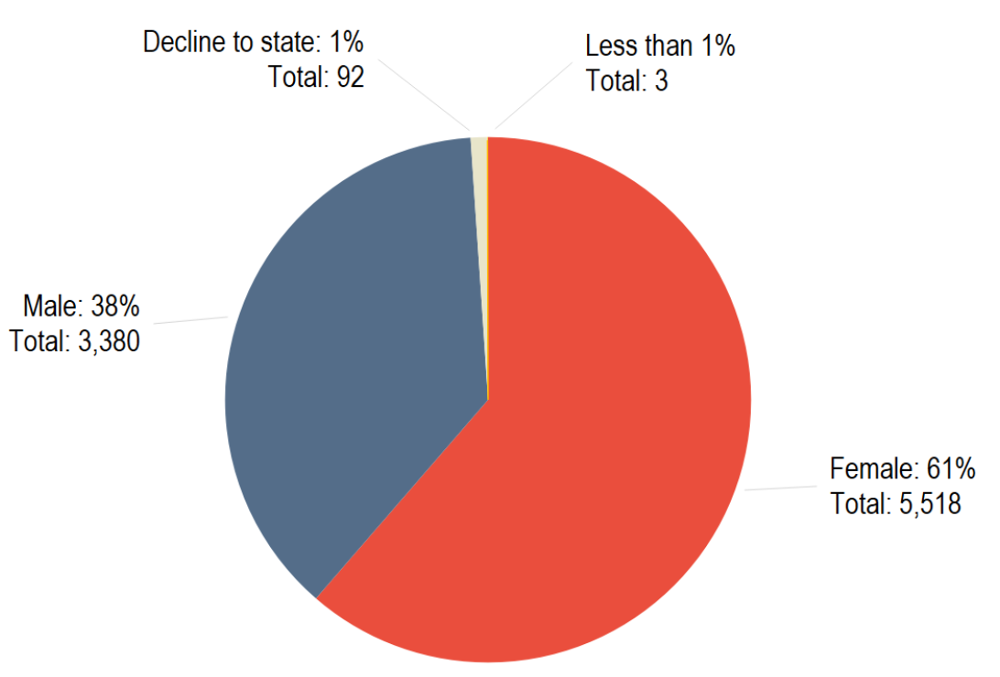 Decline to state: 1%
Total: 92
Less than 1%
Total: 3
Male: 38%
Total: 3,380
Female: 61%
Total: 5,518